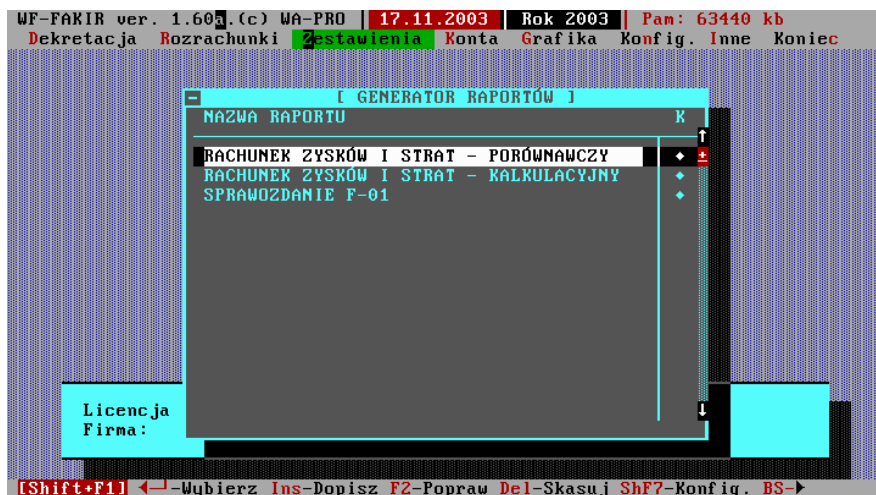 WF-FAKIR ver. 1.60a.(c) WA-PRO | 17.11.2003 | Rok 2003 | Pam: 63440 kb
Dekretacja Rozrachunki Zestawienia Konta Grafika Konfig. Inne Koniec
[ GENERATOR RAPORTÓW ]
NAZWA RAPORTU K
RACHUNEK ZYSKÓW I STRAT - PORÓWNAWCZY
RACHUNEK ZYSKÓW I STRAT - KALKULACYJNY
SPRAWOZDANIE F-01
Licencja
Firma:
[Shift+F1] ◄─┘-Wybierz Ins-Dopisz F2-Popraw Del-Skasuj ShF7-Konfig. BS-►